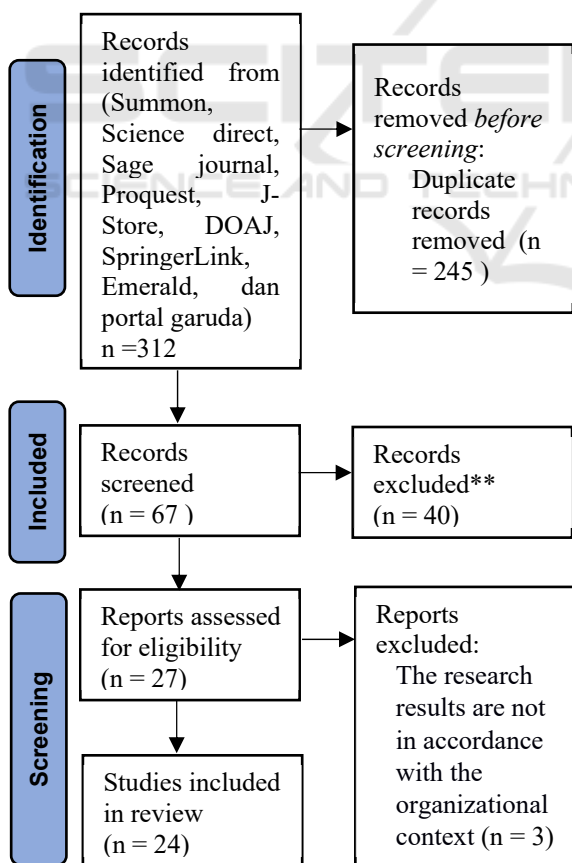 Identification
Records
identified from
(Summon,
Science direct,
Sage journal,
Proquest, J-
Store, DOAJ,
SpringerLink,
Emerald, dan
portal garuda)
n =312
Records
removed before
screening:
Duplicate
records
removed (n
= 245 )
Included
Records
screened
(n = 67 )
Records
excluded**
(n = 40)
Screening
Reports assessed
for eligibility
(n = 27)
Reports
excluded:
The research
results are not
in accordance
with the
organizational
context (n = 3)
Studies included
in review
(n = 24)